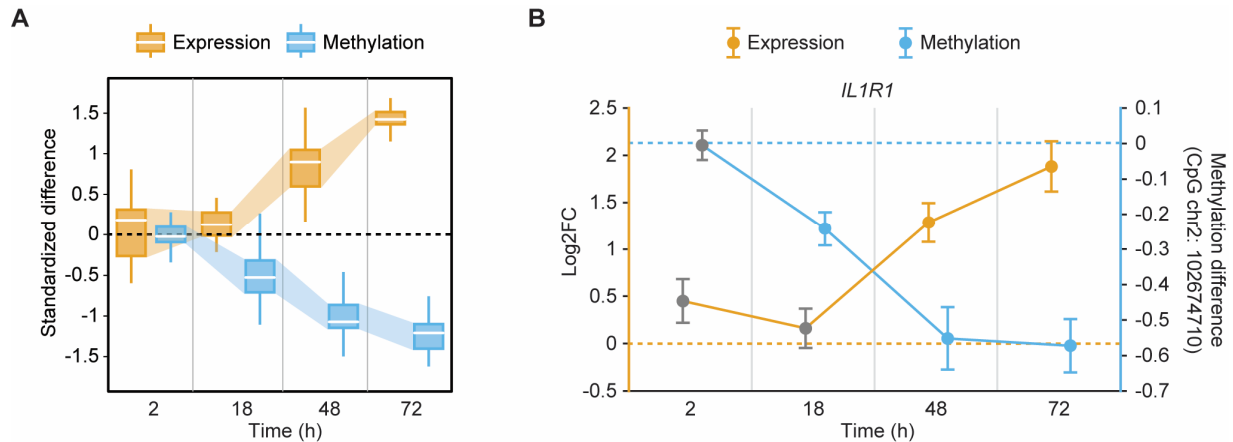 A
Expression
Methylation
Standardized difference
1.5
1
0.5
0
-0.5
-1
-1.5
2
18
48
72
Time (h)
B
Expression
Methylation
IL1R1
Log2FC
2.5
2
1.5
1
0.5
0
-0.5
0.1
0
-0.1
-0.2
-0.3
-0.4
-0.5
-0.6
-0.7
Methylation difference
(CpG chr2: 102674710)
2
18
48
72
Time (h)